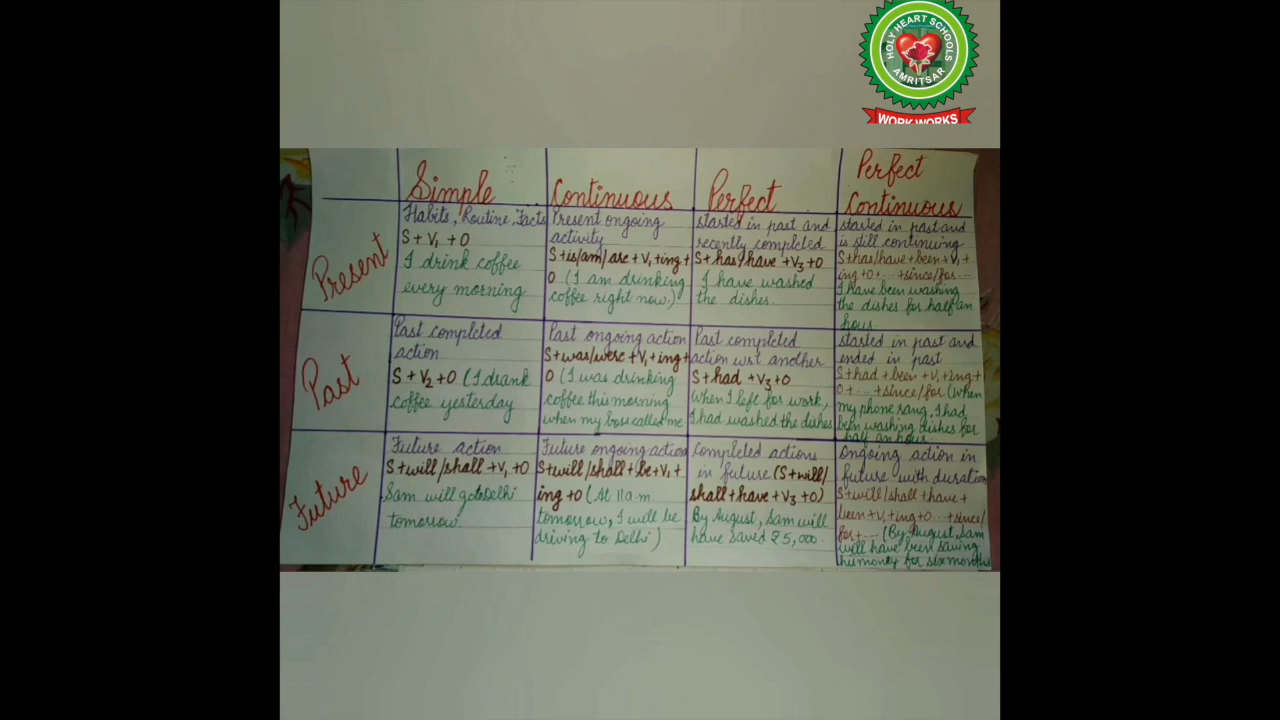 HOLY HEART SCHOOLS
AMRITSAR
WORK WORKS
Simple
Continuous
Perfect
Perfect
Continuous
Present
Habits, Routine, Facts
S + V1 + O
I drink coffee
every morning
Present ongoing
activity
S+is/am/are+V1+ing+
O (I am drinking
coffee right now.)
started in past and
recently completed
S+has/have +V3+O
I have washed
the dishes.
started in past and
is still continuing
S+has/have+been+V1+
ing+O+...+since/for...
I have been washing
the dishes for half an
hour.
Past
Past completed
action
S + V2 +O (I drank
coffee yesterday
Past ongoing action
S+was/were+V1+ing+
O (I was drinking
coffee this morning
when my boss called me
Past completed
action wrt another
S+had +V3+O
When I left for work,
I had washed the dishes
started in past and
ended in past
S+had+been+V1+ing+
O+...+since/for (When
my phone rang, I had
been washing dishes for
half an hour.
Future
Future action
S+will/shall+V1+O
Sam will go to Delhi
tomorrow.
Future ongoing action
S+will/shall+be+V1+
ing+O (At 11a.m.
tomorrow, I will be
driving to Delhi)
Completed actions
in future (S+will/
shall+have+V3+O)
By August, Sam will
have saved ₹5,000.
Ongoing action in
future with duration
S+will/shall+have+
been+V1+ing+O...+since/
for+... (By August, Sam
will have been saving
his money for six months